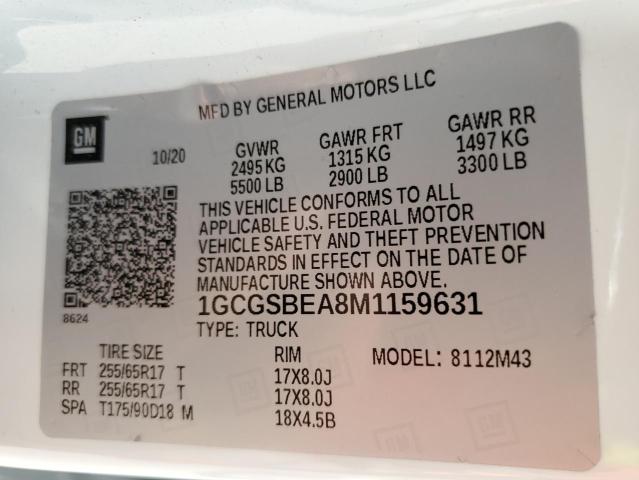 GM
MFD BY GENERAL MOTORS LLC
10/20 GVWR GAWR FRT GAWR RR
2495 KG 1315 KG 1497 KG
5500 LB 2900 LB 3300 LB
THIS VEHICLE CONFORMS TO ALL
APPLICABLE U.S. FEDERAL MOTOR
VEHICLE SAFETY AND THEFT PREVENTION
STANDARDS IN EFFECT ON THE DATE OF
MANUFACTURE SHOWN ABOVE.
8624 1GCGSBEA8M1159631
TYPE: TRUCK
TIRE SIZE RIM MODEL: 8112M43
FRT 255/65R17 T 17X8.0J
RR 255/65R17 T 17X8.0J
SPA T175/90D18 M 18X4.5B